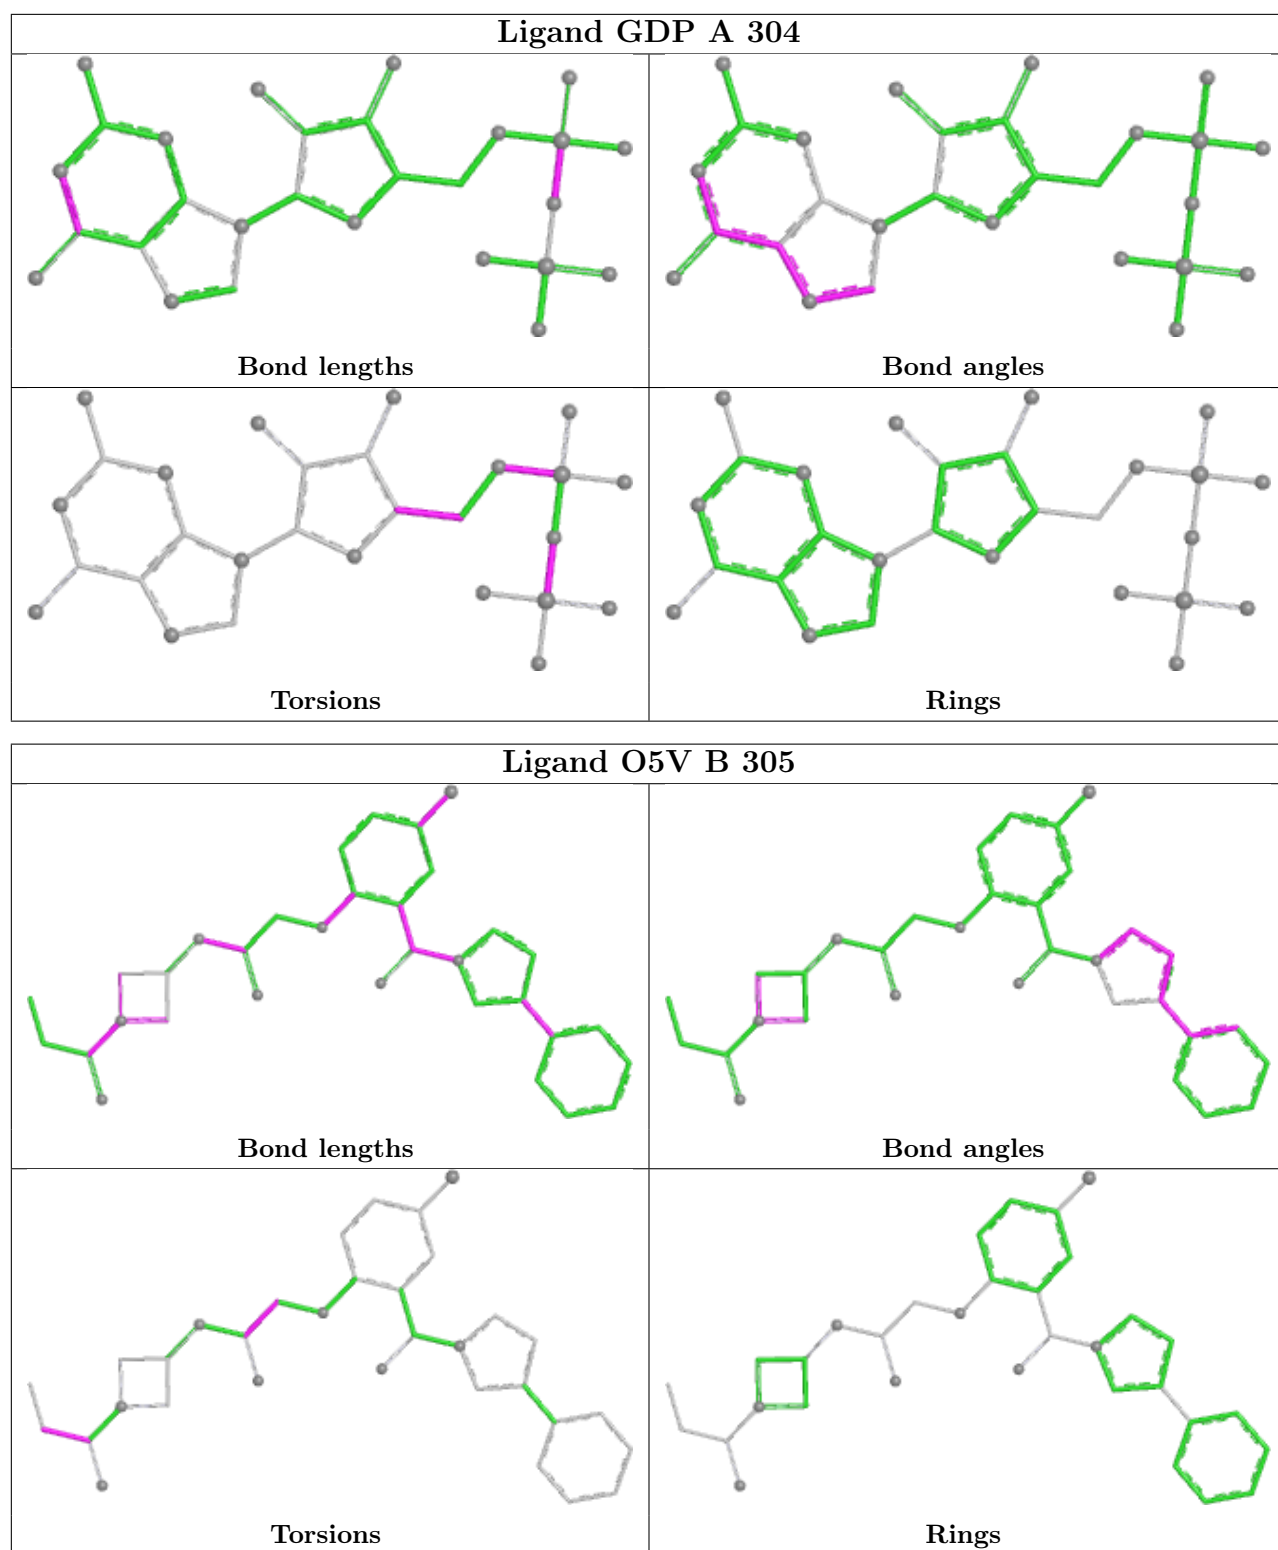 Ligand GDP A 304
Bond lengths
Bond angles
Torsions
Rings
Ligand O5V B 305
Bond lengths
Bond angles
Torsions
Rings